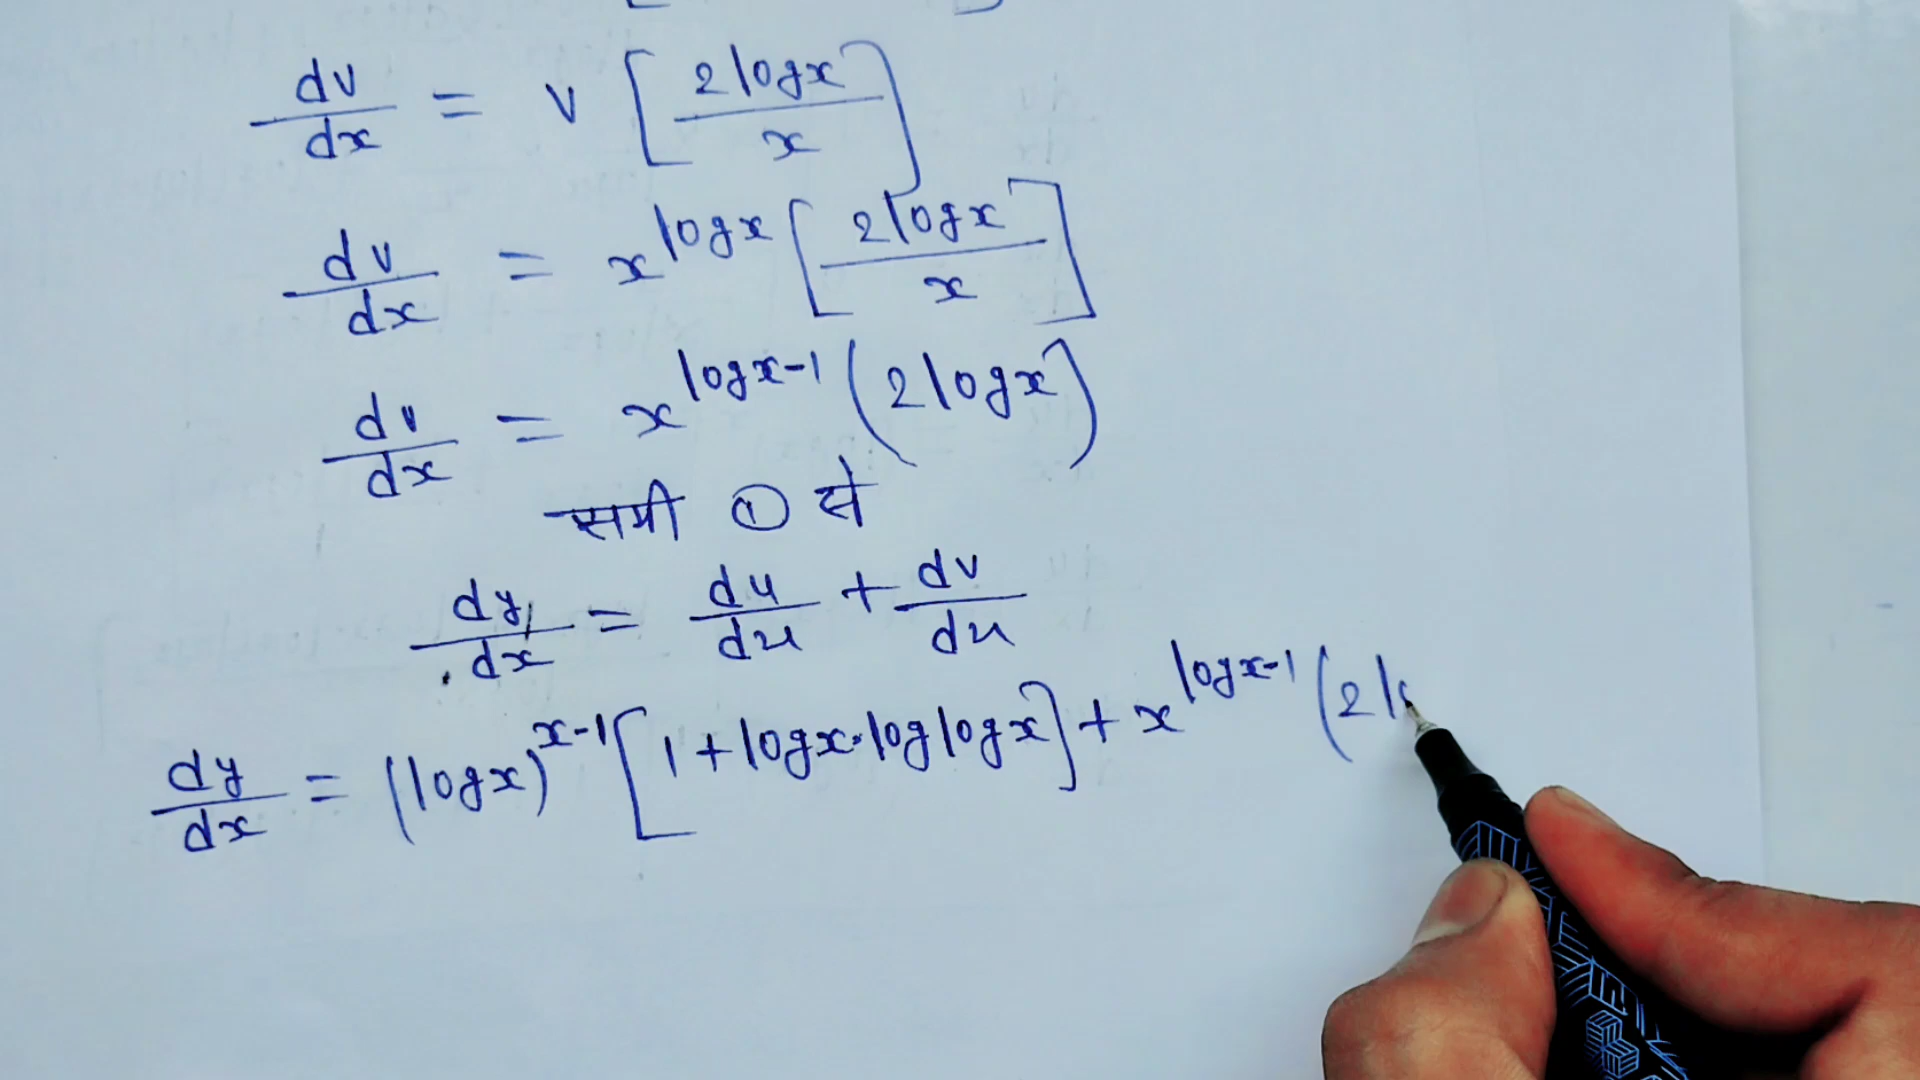 dv/dx = v [2logx/x]
dv/dx = x^logx [2logx/x]
dv/dx = x^logx-1 (2logx)
समी ① से
dy/dx = du/dx + dv/dx
dy/dx = (logx)^x-1 [1+logx·loglogx] + x^logx-1 (2l